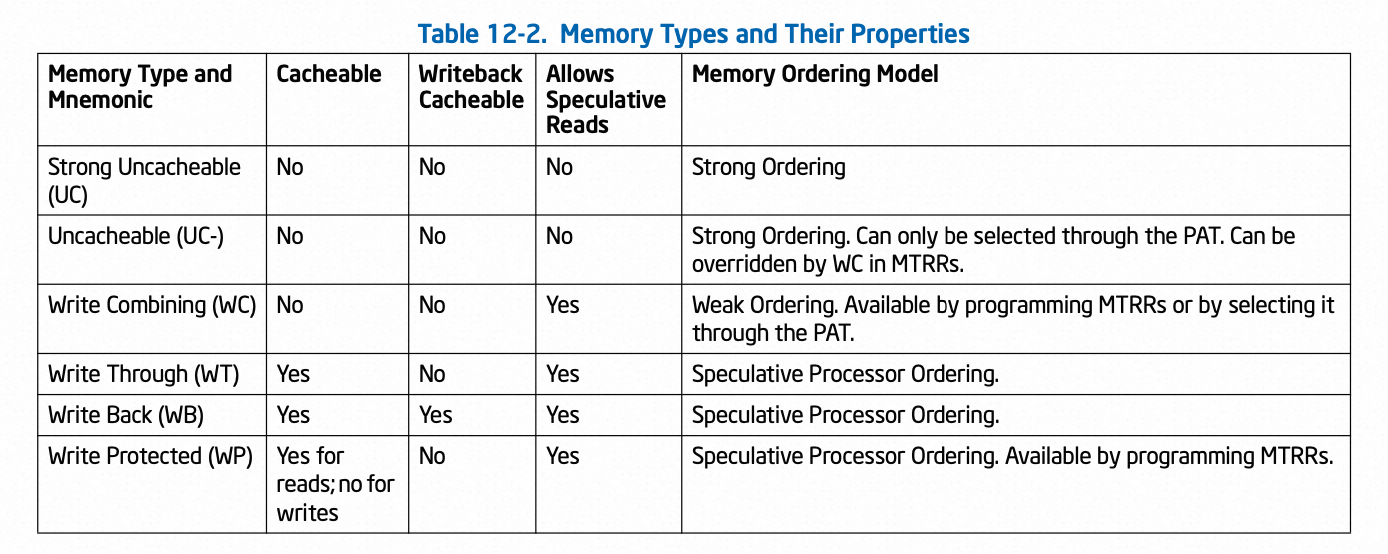 Table 12-2. Memory Types and Their Properties
Memory Type and Mnemonic Cacheable Writeback Cacheable Allows Speculative Reads Memory Ordering Model
Strong Uncacheable (UC) No No No Strong Ordering
Uncacheable (UC-) No No No Strong Ordering. Can only be selected through the PAT. Can be overridden by WC in MTRRs.
Write Combining (WC) No No Yes Weak Ordering. Available by programming MTRRs or by selecting it through the PAT.
Write Through (WT) Yes No Yes Speculative Processor Ordering.
Write Back (WB) Yes Yes Yes Speculative Processor Ordering.
Write Protected (WP) Yes for reads; no for writes No Yes Speculative Processor Ordering. Available by programming MTRRs.